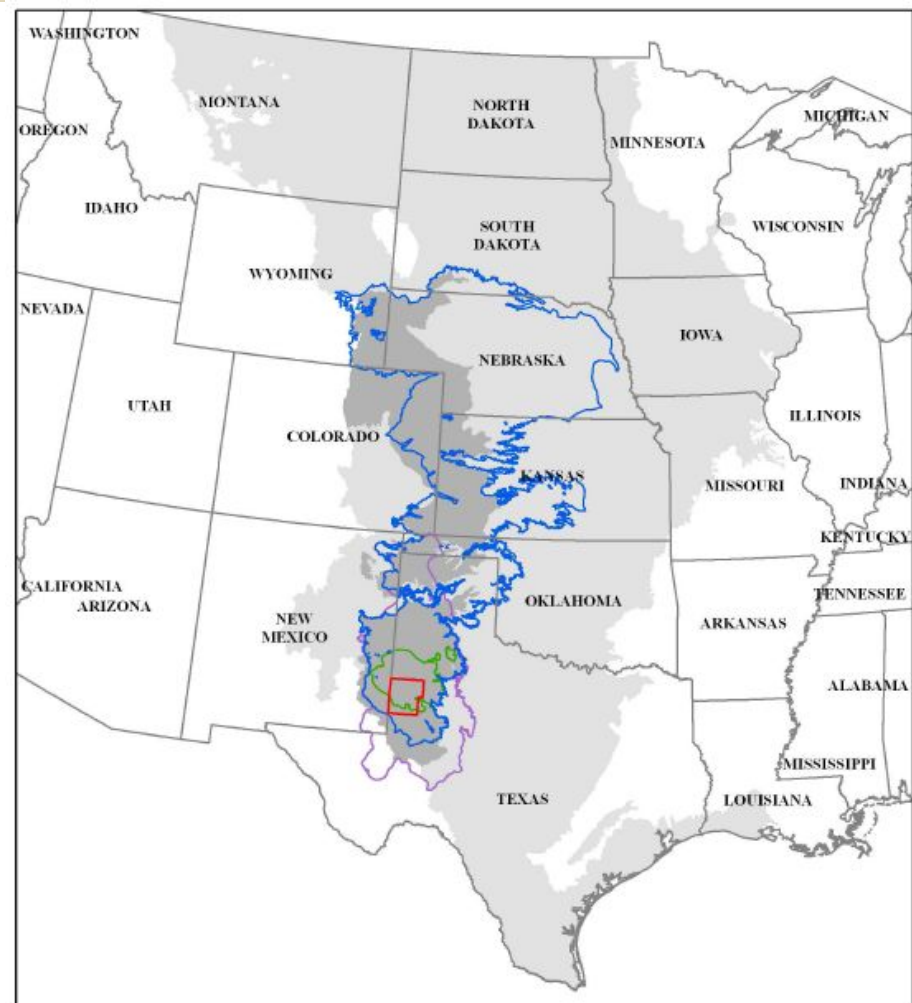 WASHINGTON
MONTANA
NORTH
DAKOTA
MICHIGAN
OREGON
MINNESOTA
IDAHO
SOUTH
DAKOTA
WISCONSIN
WYOMING
NEVADA
IOWA
NEBRASKA
UTAH
COLORADO
ILLINOIS
KANSAS
MISSOURI
INDIANA
KENTUCKY
CALIFORNIA
ARIZONA
NEW
MEXICO
OKLAHOMA
TENNESSEE
ARKANSAS
ALABAMA
MISSISSIPPI
TEXAS
LOUISIANA